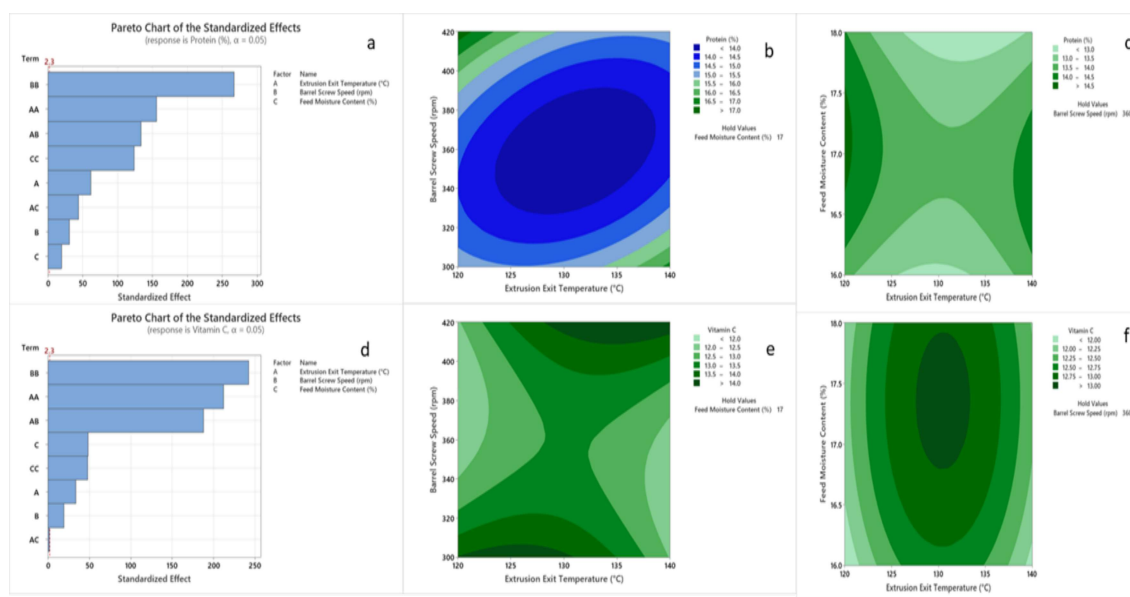 Pareto Chart of the Standardized Effects
(response is Protein (%), α = 0.05)
a
Term
2.3
BB
AA
AB
CC
A
AC
B
C
0
50
100
150
200
250
300
Standardized Effect
Factor Name
A Extrusion Exit Temperature (°C)
B Barrel Screw Speed (rpm)
C Feed Moisture Content (%)
b
420
400
380
360
340
320
300
Barrel Screw Speed (rpm)
120
125
130
135
140
Extrusion Exit Temperature (°C)
Protein (%)
< 14.0
14.0 – 14.5
14.5 – 15.0
15.0 – 15.5
15.5 – 16.0
16.0 – 16.5
16.5 – 17.0
> 17.0
Hold Values
Feed Moisture Content (%) 17
18.0
17.5
17.0
16.5
16.0
Feed Moisture Content (%)
120
125
130
135
140
Extrusion Exit Temperature (°C)
Protein (%)
< 13.0
13.0 – 13.5
13.5 – 14.0
14.0 – 14.5
> 14.5
Hold Values
Barrel Screw Speed (rpm)
Pareto Chart of the Standardized Effects
(response is Vitamin C, α = 0.05)
d
Term
2.3
BB
AA
AB
C
CC
A
B
AC
0
50
100
150
200
250
Standardized Effect
Factor Name
A Extrusion Exit Temperature (°C)
B Barrel Screw Speed (rpm)
C Feed Moisture Content (%)
e
420
400
380
360
340
320
300
Barrel Screw Speed (rpm)
120
125
130
135
140
Extrusion Exit Temperature (°C)
Vitamin C
< 12.0
12.0 – 12.5
12.5 – 13.0
13.0 – 13.5
13.5 – 14.0
> 14.0
Hold Values
Feed Moisture Content (%) 17
f
18.0
17.5
17.0
16.5
16.0
Feed Moisture Content (%)
120
125
130
135
140
Extrusion Exit Temperature (°C)
Vitamin C
< 12.00
12.00 – 12.25
12.25 – 12.50
12.50 – 12.75
12.75 – 13.00
> 13.00
Hold Values
Barrel Screw Speed (rpm)